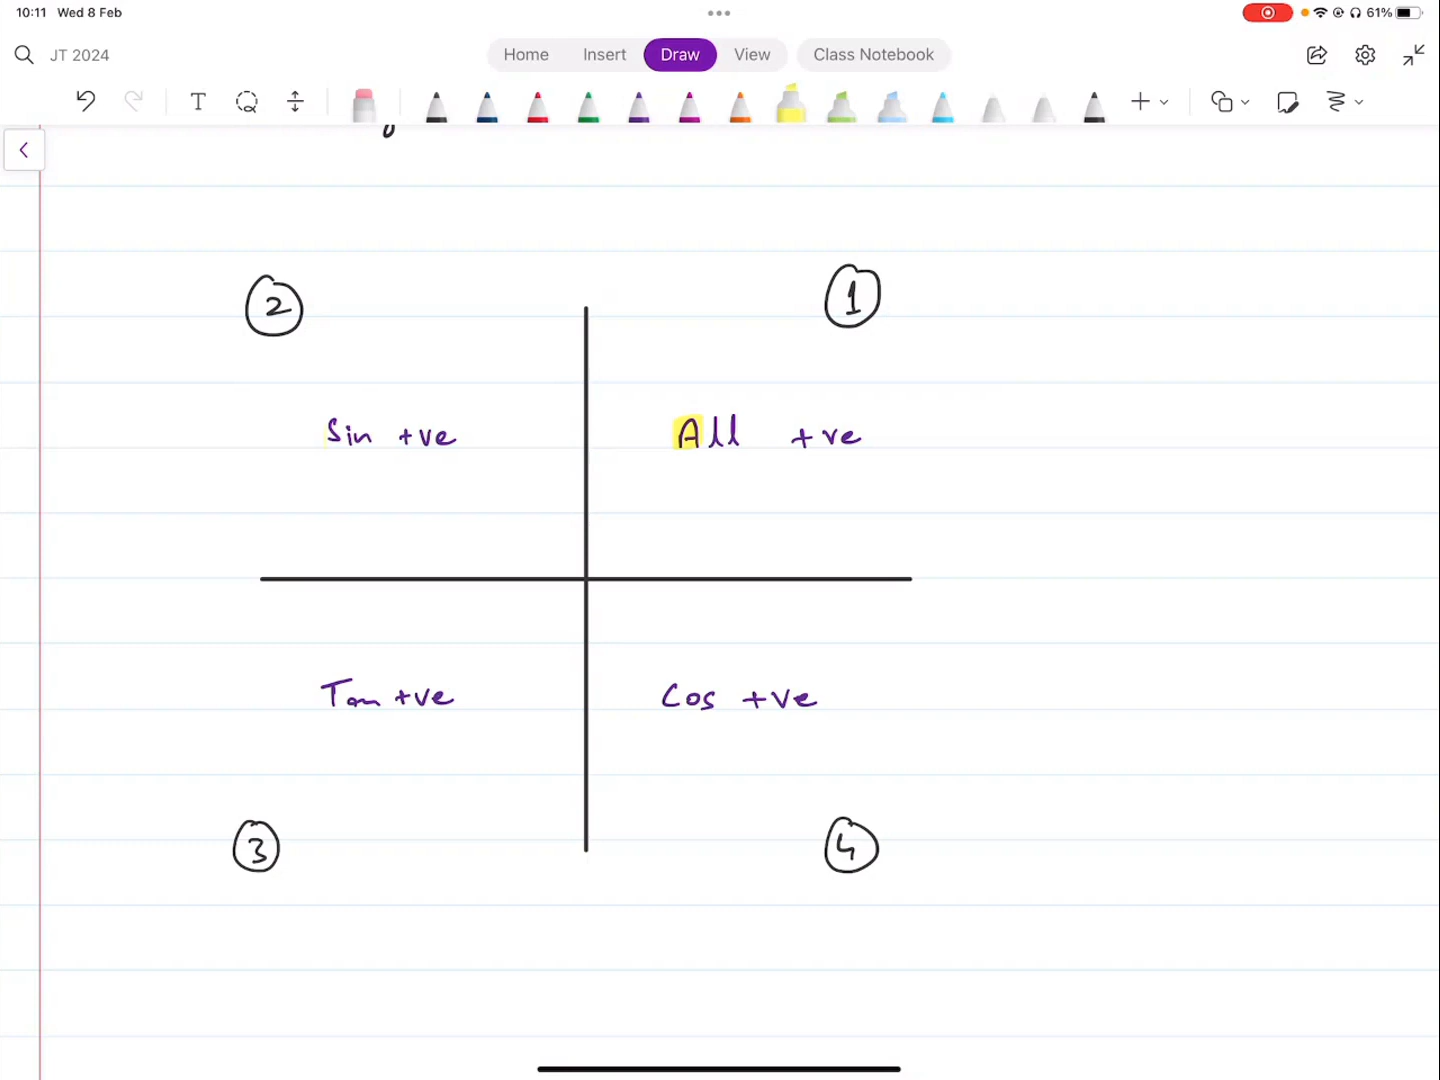 10:11 Wed 8 Feb
61%
JT 2024
Home Insert Draw View Class Notebook
T
2
1
Sin +ve
All +ve
Tan +ve
Cos +ve
3
4